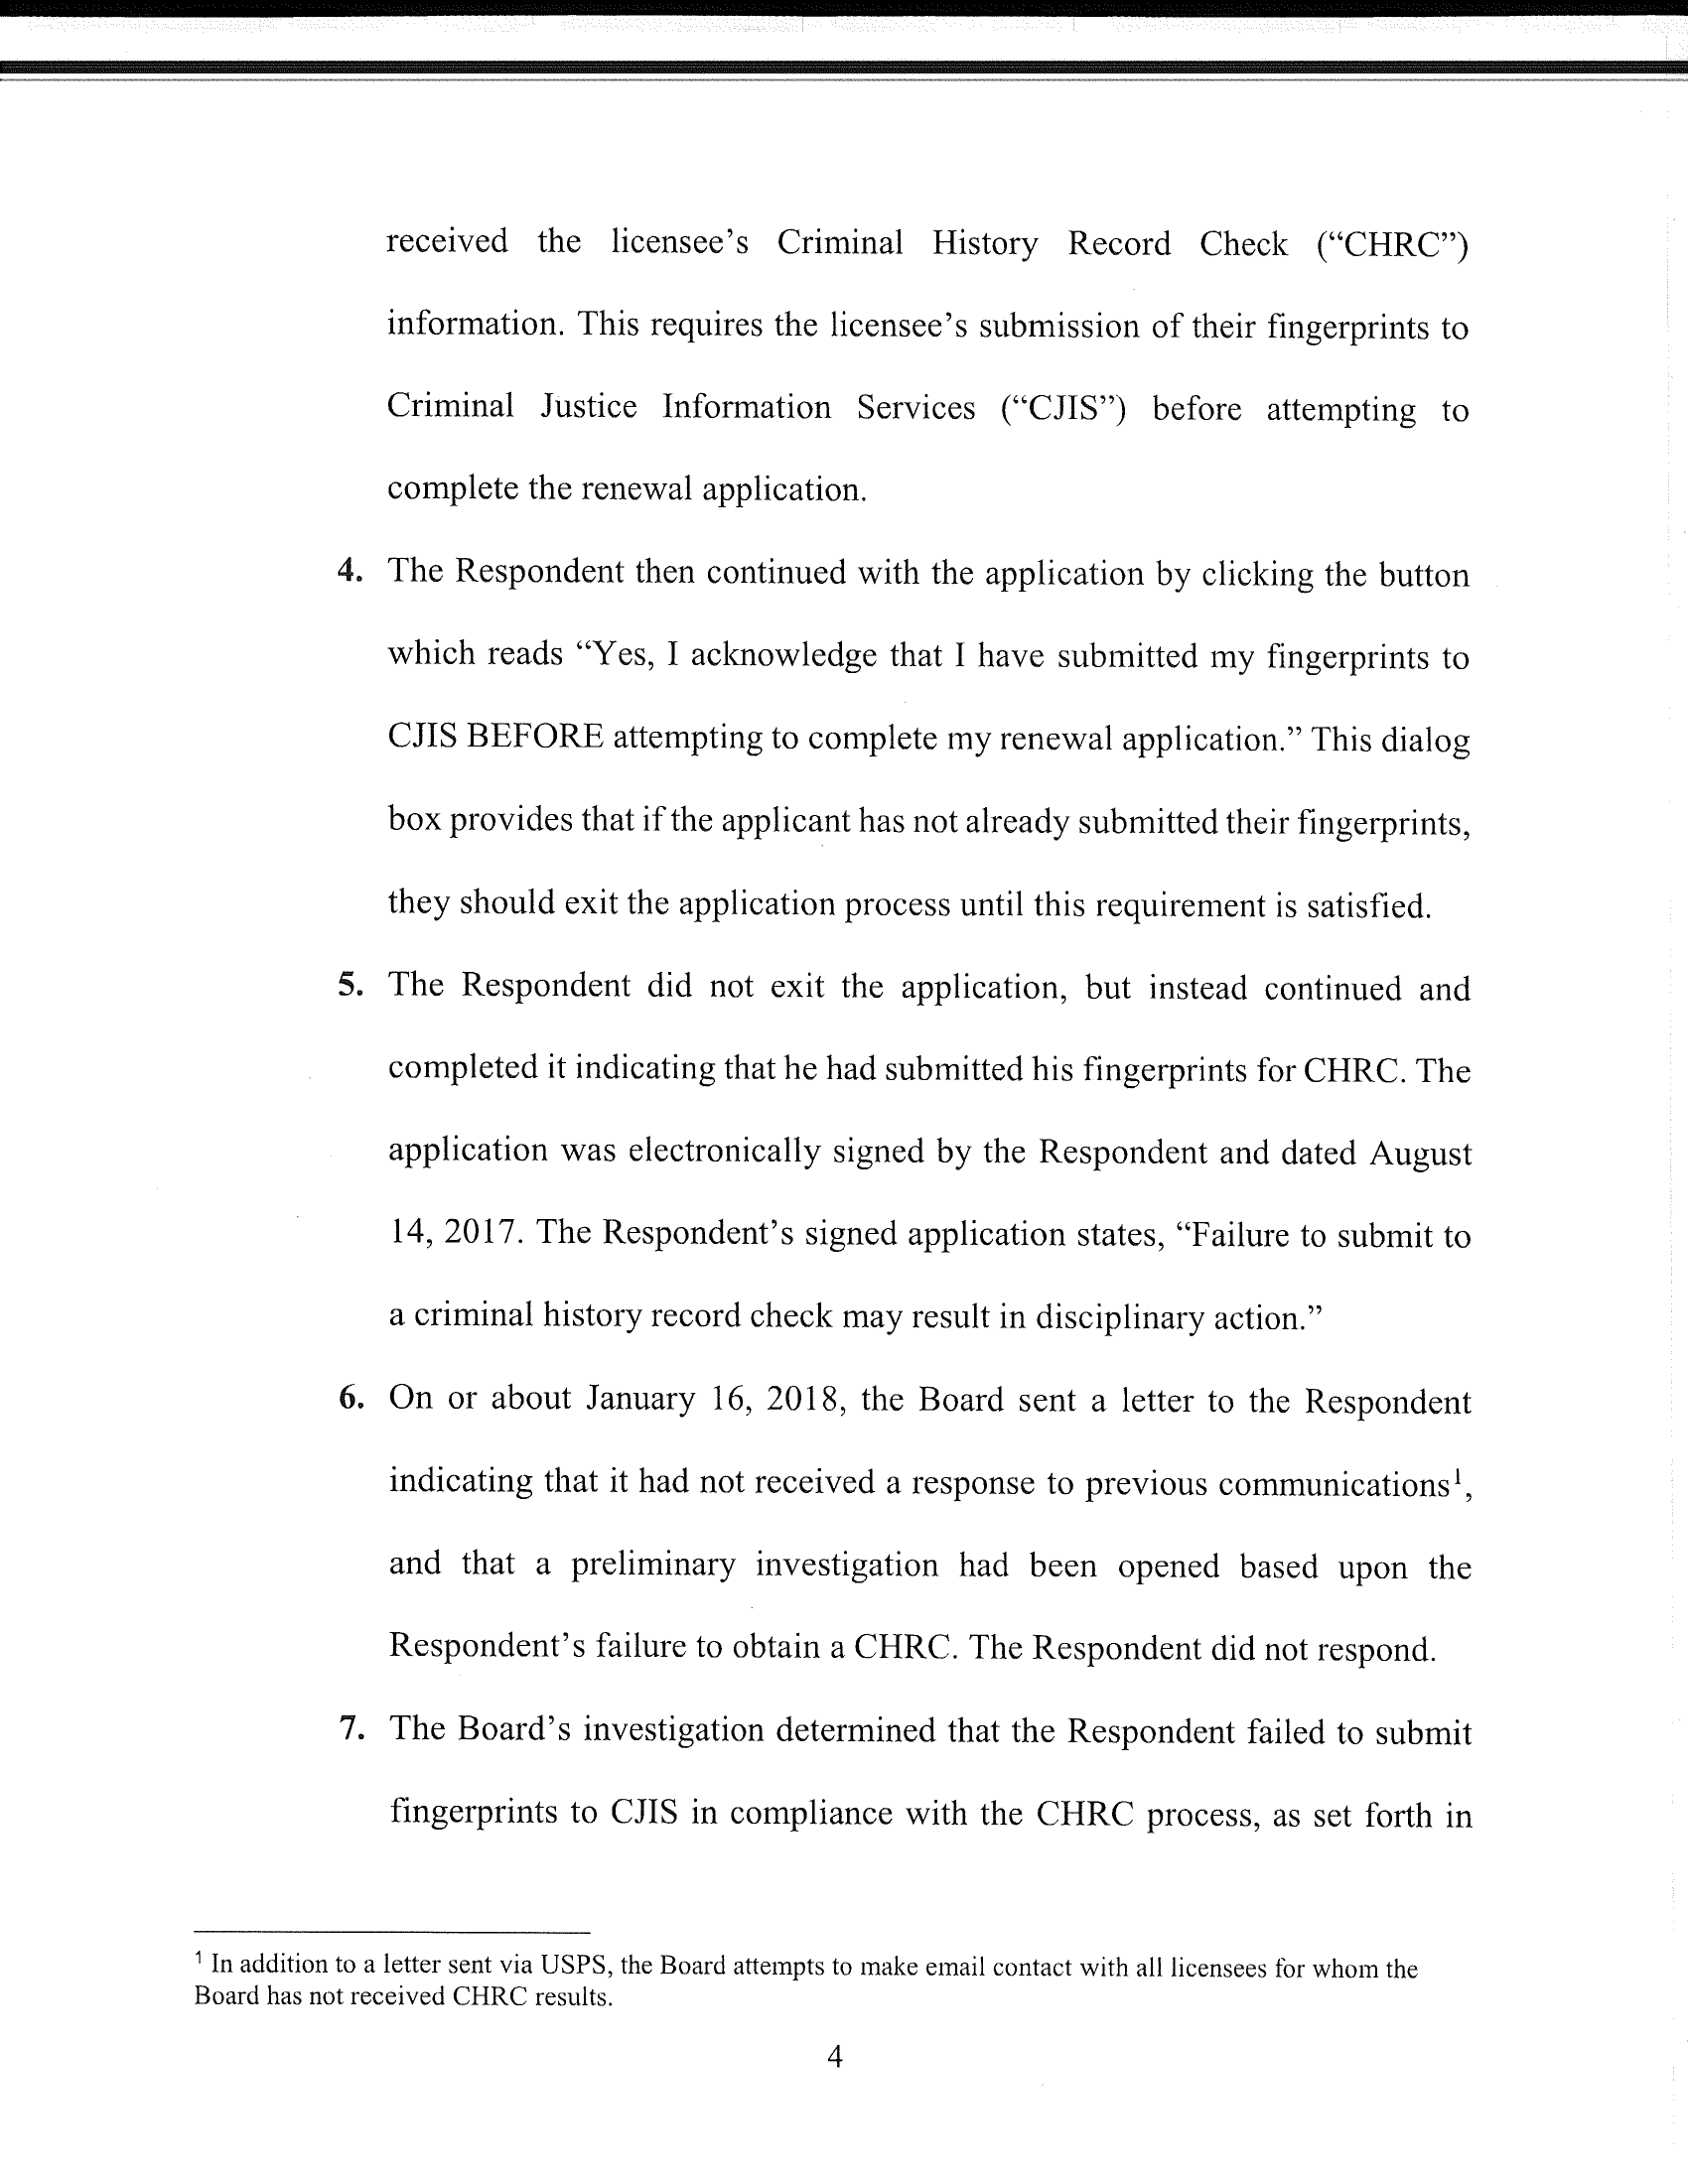 received the licensee's Criminal History Record Check (“CHRC”)
information. This requires the licensee's submission of their fingerprints to
Criminal Justice Information Services (“CJIS”) before attempting to
complete the renewal application.
4. The Respondent then continued with the application by clicking the button
which reads “Yes, I acknowledge that I have submitted my fingerprints to
CJIS BEFORE attempting to complete my renewal application.” This dialog
box provides that if the applicant has not already submitted their fingerprints,
they should exit the application process until this requirement is satisfied.
5. The Respondent did not exit the application, but instead continued and
completed it indicating that he had submitted his fingerprints for CHRC. The
application was electronically signed by the Respondent and dated August
14, 2017. The Respondent's signed application states, “Failure to submit to
a criminal history record check may result in disciplinary action.”
6. On or about January 16, 2018, the Board sent a letter to the Respondent
indicating that it had not received a response to previous communications¹,
and that a preliminary investigation had been opened based upon the
Respondent's failure to obtain a CHRC. The Respondent did not respond.
7. The Board's investigation determined that the Respondent failed to submit
fingerprints to CJIS in compliance with the CHRC process, as set forth in
¹ In addition to a letter sent via USPS, the Board attempts to make email contact with all licensees for whom the
Board has not received CHRC results.
4